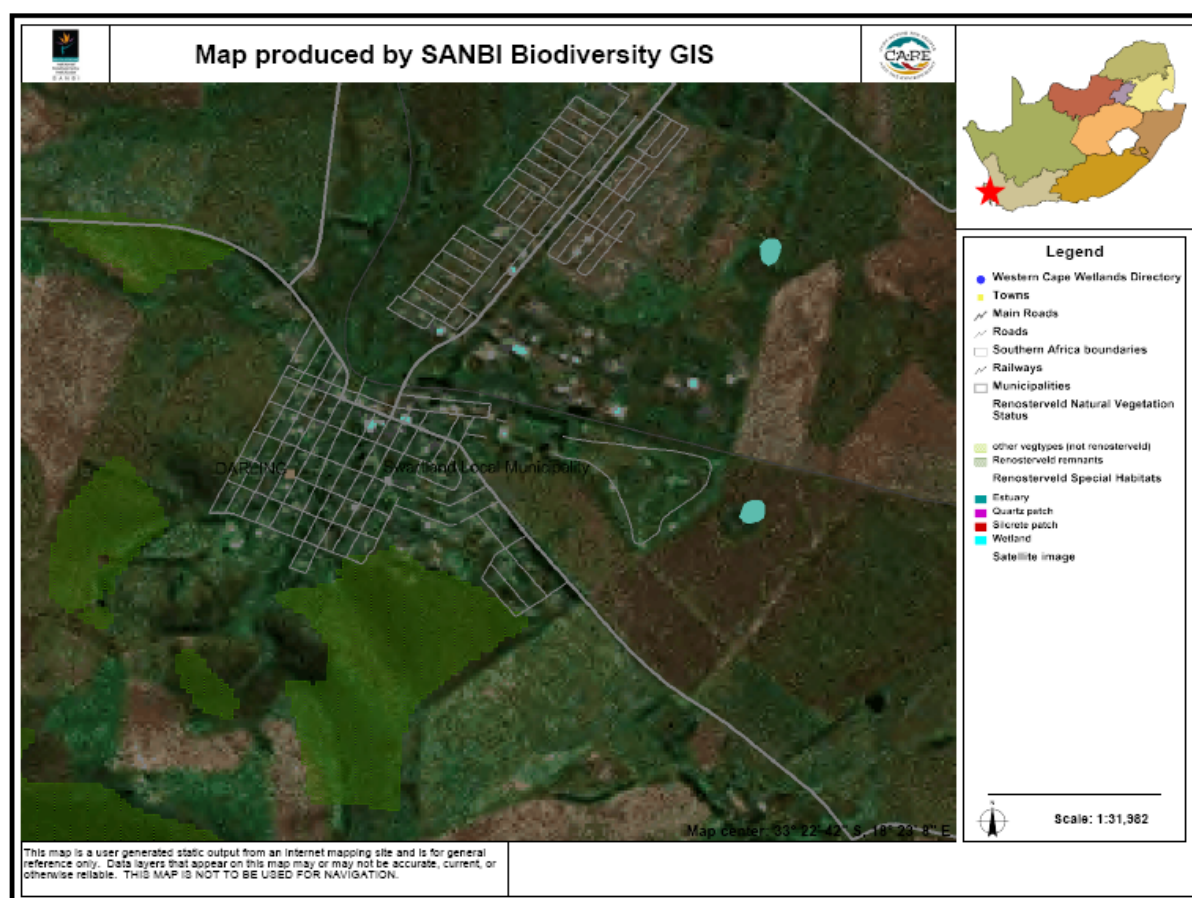 Map produced by SANBI Biodiversity GIS
SANBI
CAPE
DARLING
Swartland Local Municipality
Map center: 33° 22' 42" S, 18° 23' 8" E
Legend
Western Cape Wetlands Directory
Towns
Main Roads
Roads
Southern Africa boundaries
Railways
Municipalities
Renosterveld Natural Vegetation
Status
other vegtypes (not renosterveld)
Renosterveld remnants
Renosterveld Special Habitats
Estuary
Quartz patch
Silcrete patch
Wetland
Satellite image
N
Scale: 1:31,982
This map is a user generated static output from an Internet mapping site and is for general
reference only. Data layers that appear on this map may or may not be accurate, current, or
otherwise reliable. THIS MAP IS NOT TO BE USED FOR NAVIGATION.